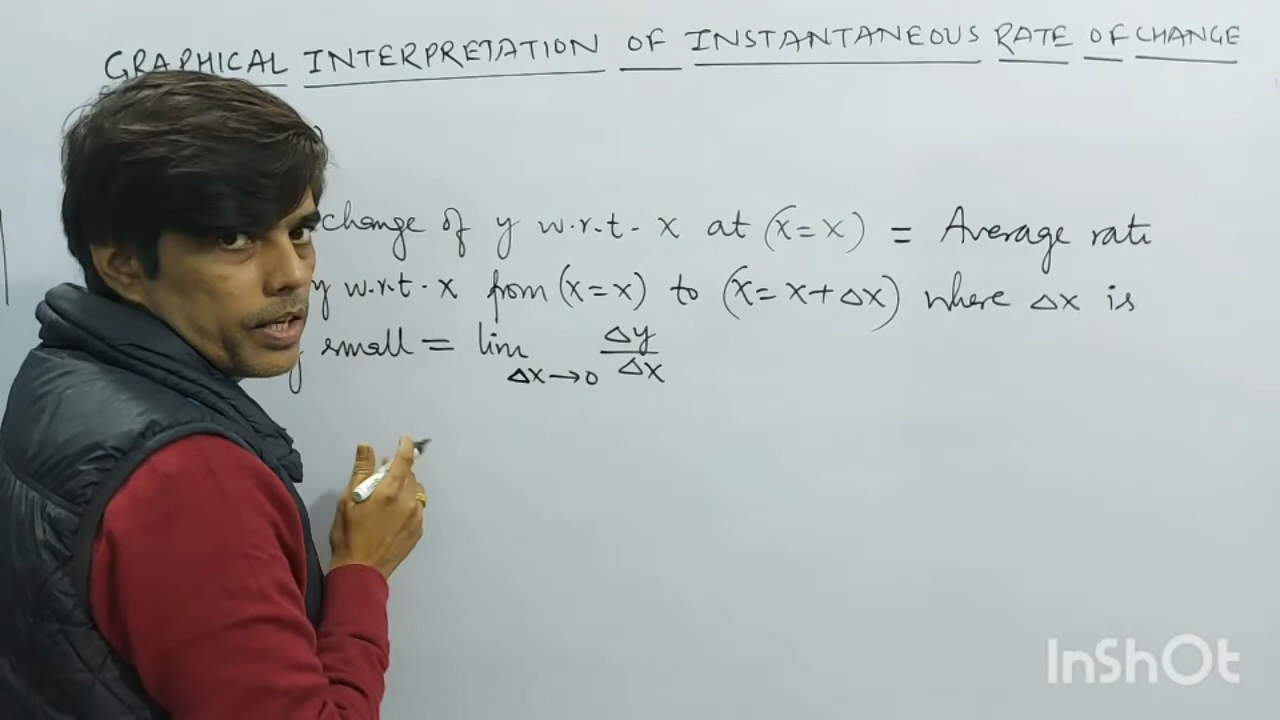 GRAPHICAL INTERPRETATION OF INSTANTANEOUS RATE OF CHANGE
change of y w.r.t. x at (x=x) = Average rate
y w.r.t. x from (x=x) to (x=x+Δx) where Δx is
small = lim Δy/Δx
Δx→0
InShOt